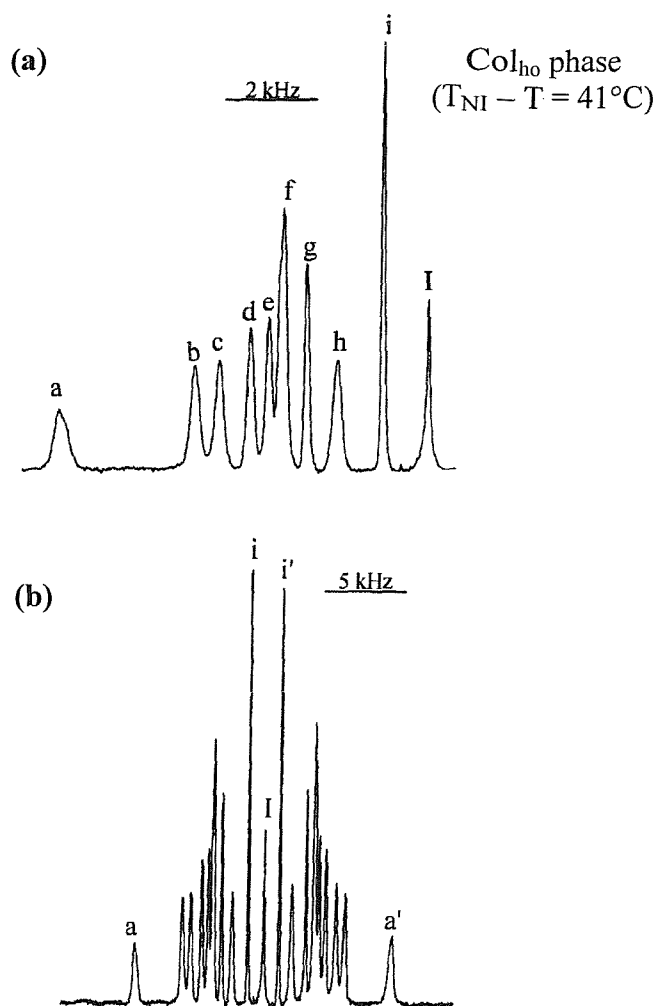 (a)
2 kHz
i
Col_ho phase
(T_NI – T = 41°C)
f
g
I
d e
b c
h
a
(b)
i
i'
5 kHz
I
a
a'